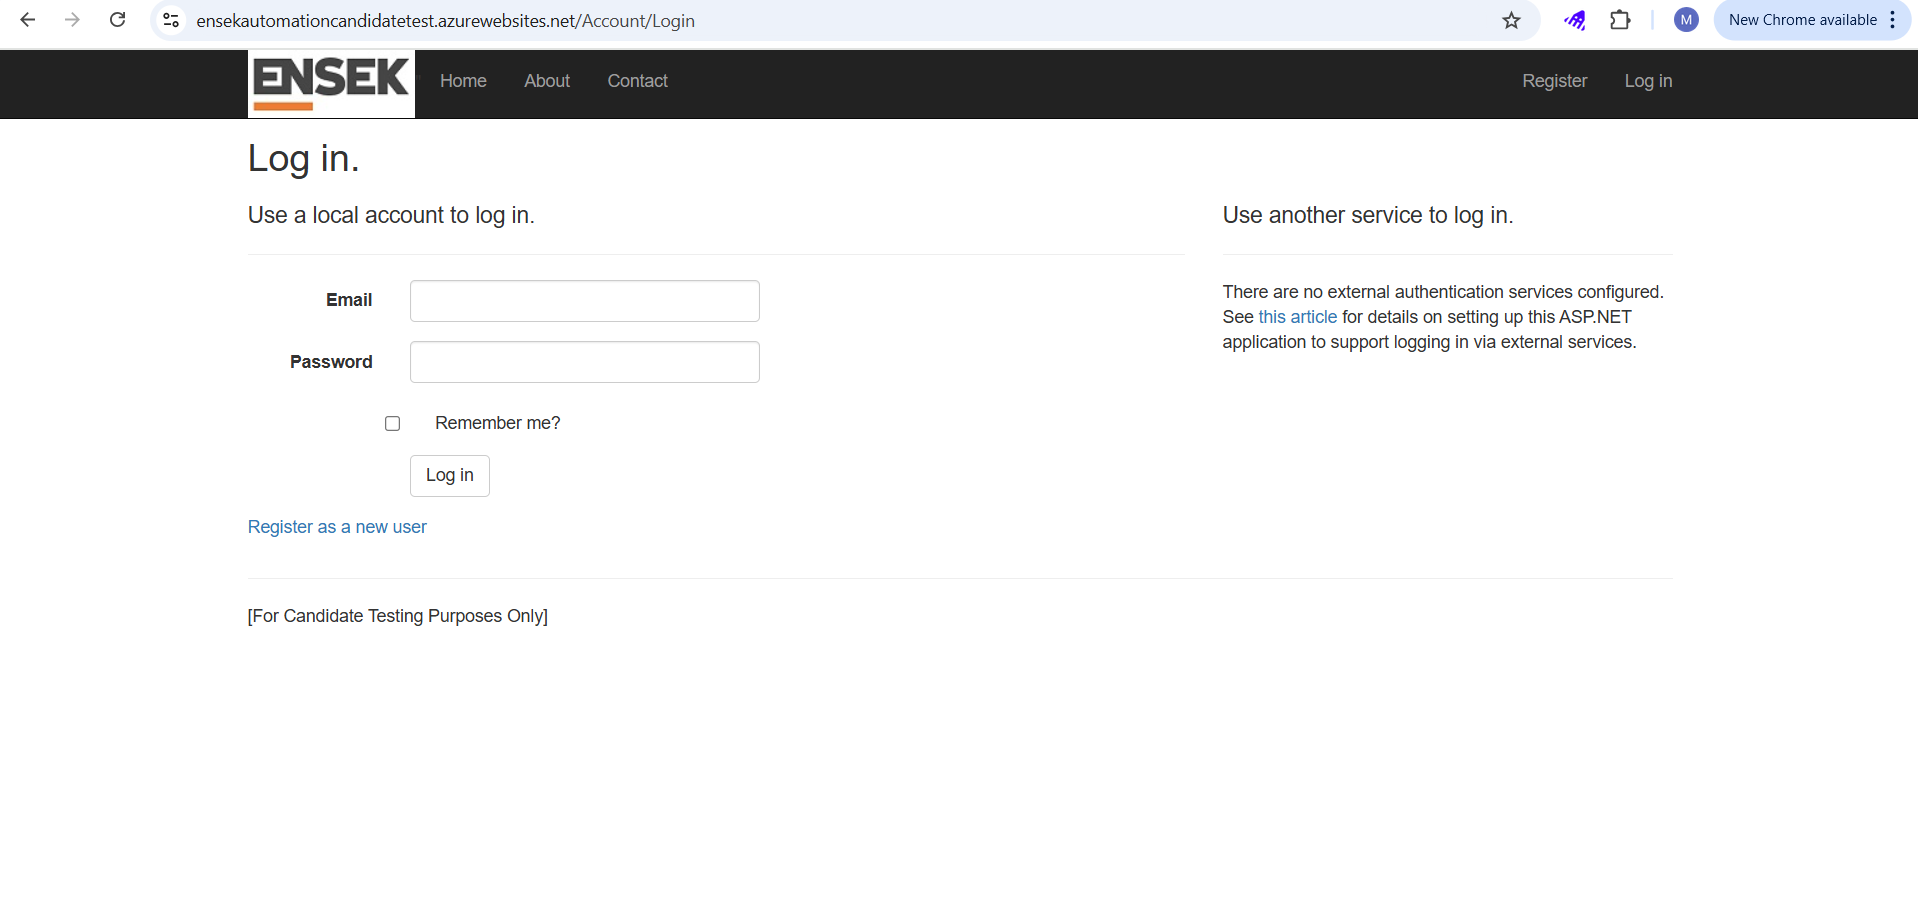 ensekautomationcandidatetest.azurewebsites.net/Account/Login
M
New Chrome available
ENSEK
Home
About
Contact
Register
Log in
Log in.
Use a local account to log in.
Email
Password
Remember me?
Log in
Register as a new user
Use another service to log in.
There are no external authentication services configured.
See this article for details on setting up this ASP.NET
application to support logging in via external services.
[For Candidate Testing Purposes Only]